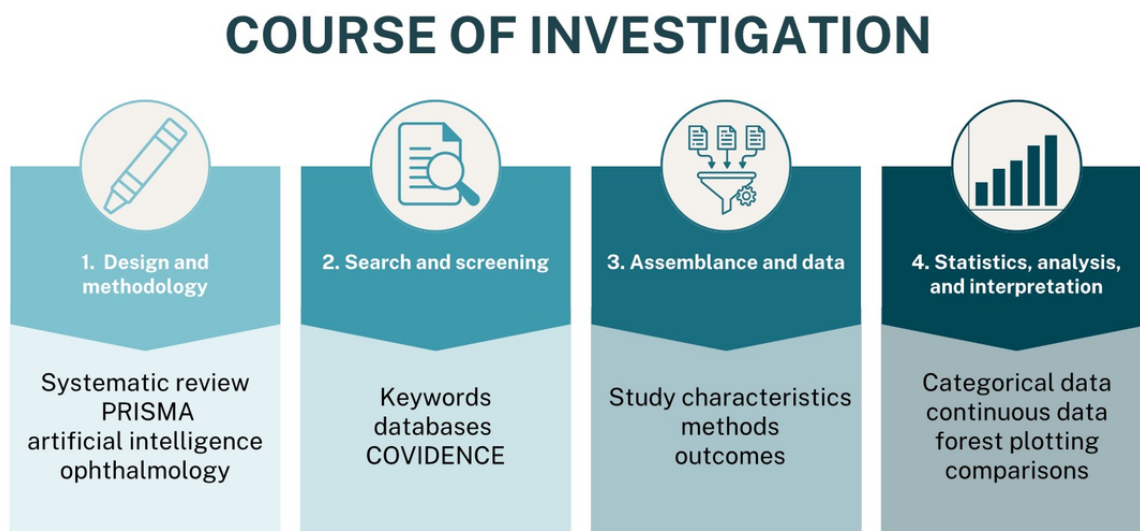 COURSE OF INVESTIGATION
1. Design and
methodology
Systematic review
PRISMA
artificial intelligence
ophthalmology
2. Search and screening
Keywords
databases
COVIDENCE
3. Assemblance and data
Study characteristics
methods
outcomes
4. Statistics, analysis,
and interpretation
Categorical data
continuous data
forest plotting
comparisons